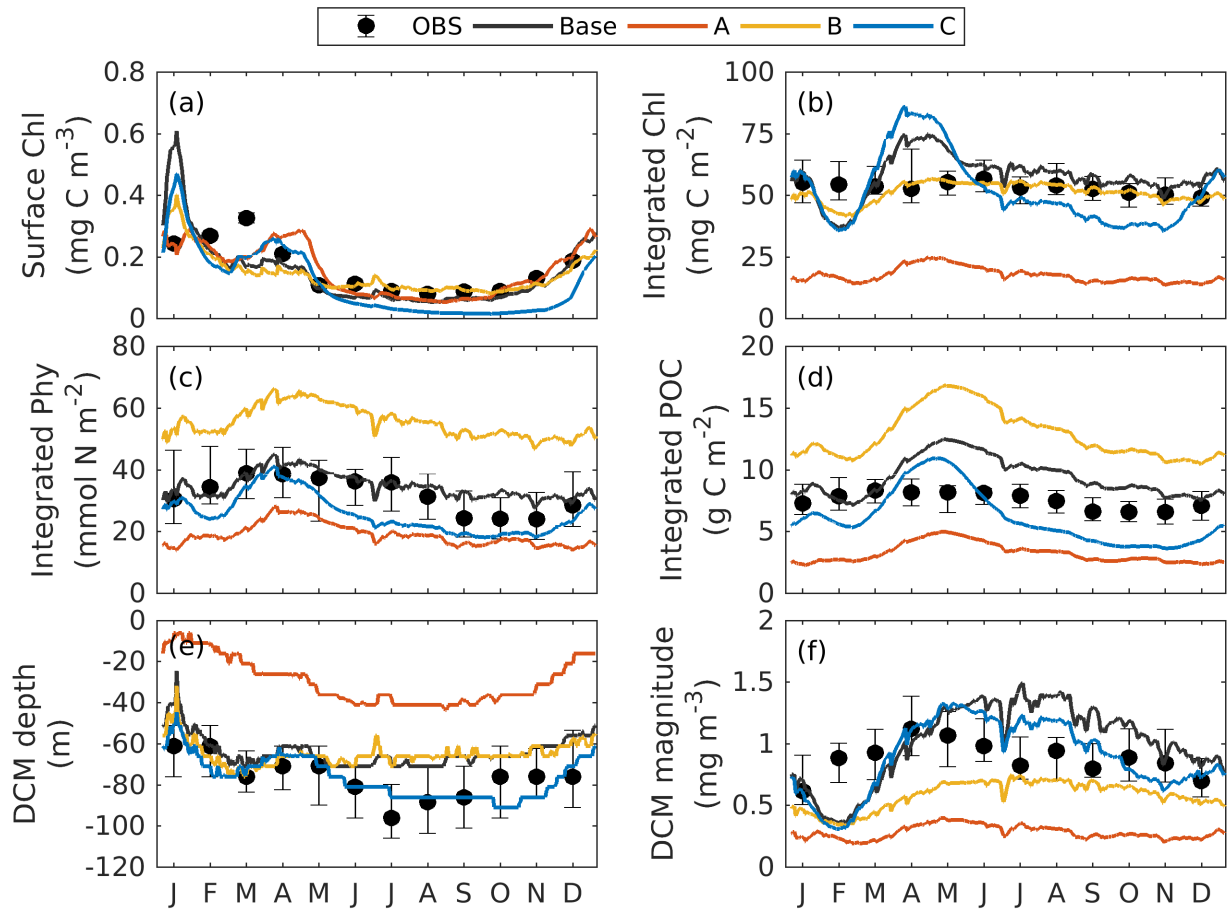 OBS Base A B C
(a)
Surface Chl
(mg C m-3)
0.8
0.6
0.4
0.2
0
(b)
Integrated Chl
(mg C m-2)
100
75
50
25
0
(c)
Integrated Phy
(mmol N m-2)
80
60
40
20
0
(d)
Integrated POC
(g C m-2)
20
15
10
5
0
(e)
DCM depth
(m)
0
-20
-40
-60
-80
-100
-120
J F M A M J J A S O N D
(f)
DCM magnitude
(mg m-3)
2
1.5
1
0.5
0
J F M A M J J A S O N D